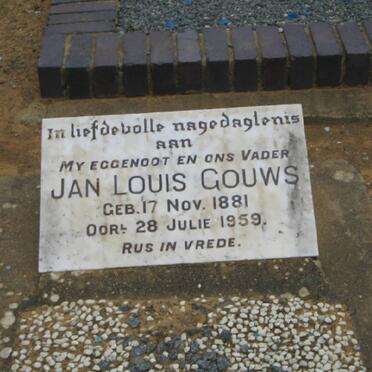 In liefdevolle nagedagtenis
aan
MY EGGENOOT EN ONS VADER
JAN LOUIS GOUWS
GEB. 17 NOV. 1881
OORL 28 JULIE 1959.
RUS IN VREDE.